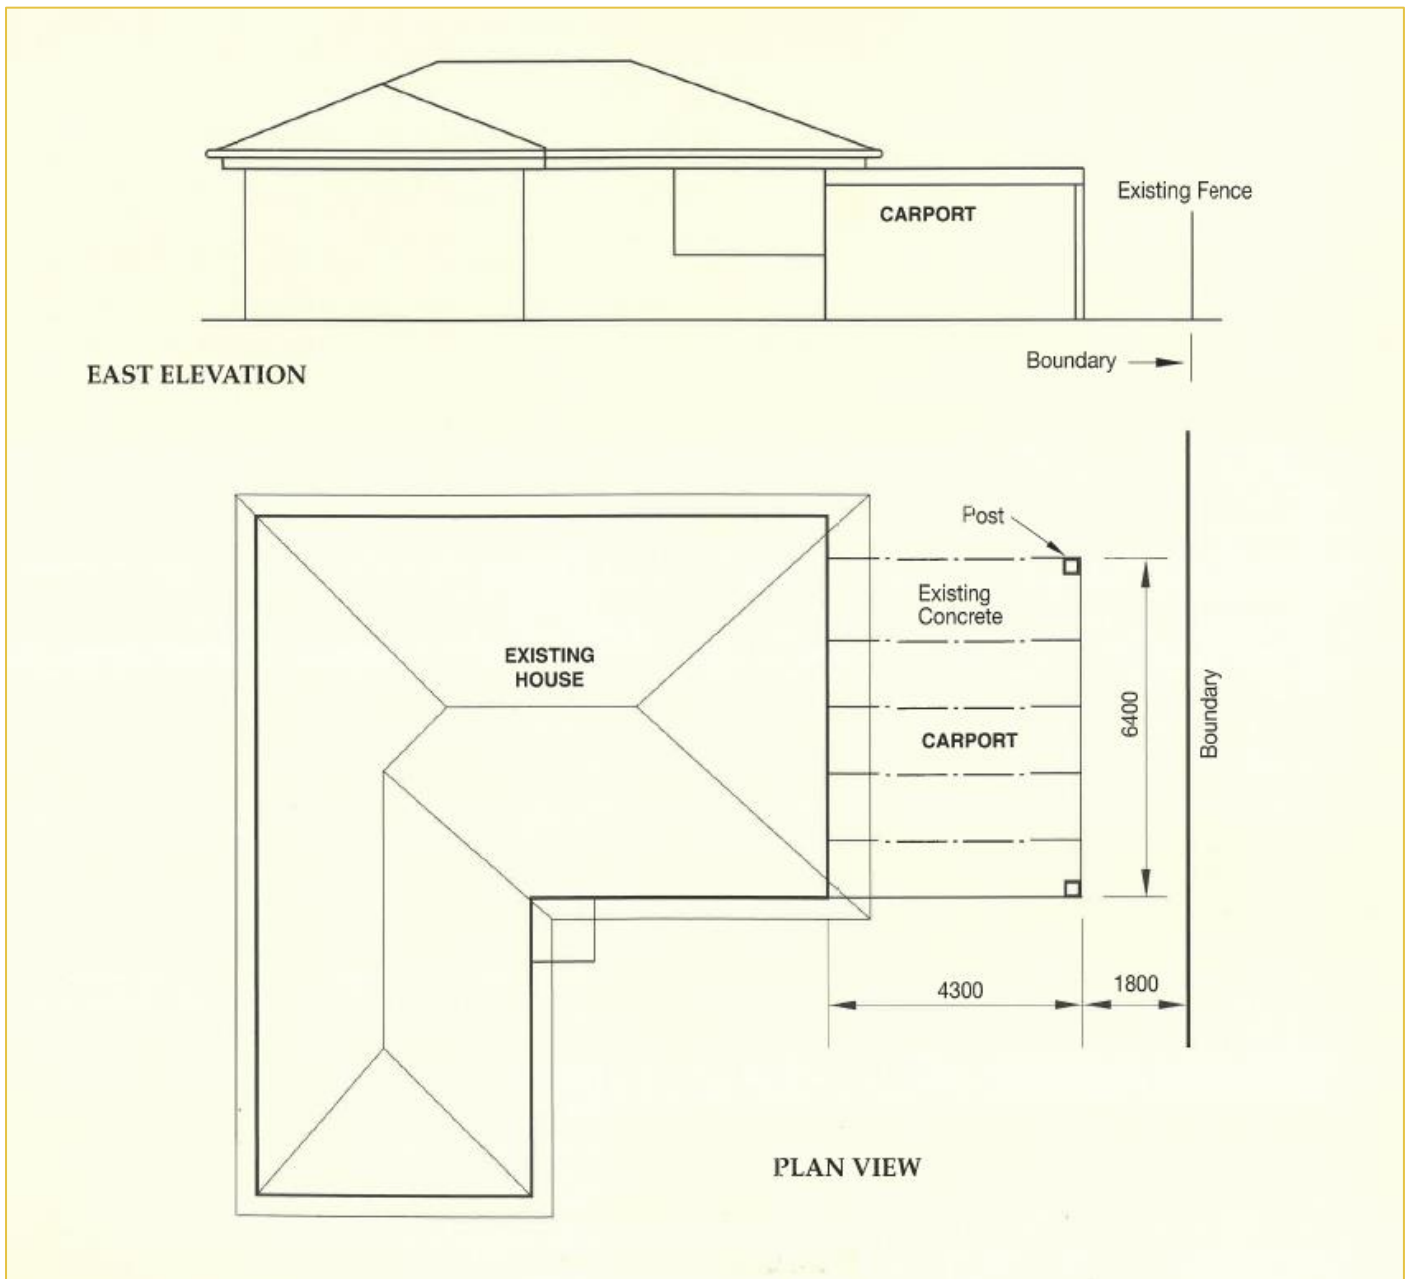 Existing Fence
CARPORT
Boundary
EAST ELEVATION
Post
Existing
Concrete
EXISTING
HOUSE
6400
Boundary
CARPORT
4300
1800
PLAN VIEW